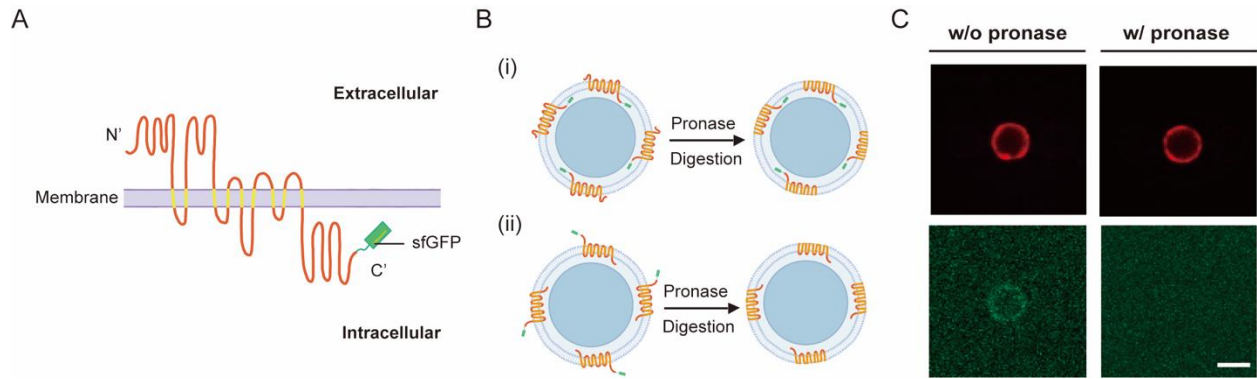 A
Extracellular
N'
Membrane
sfGFP
C'
Intracellular
B
(i)
Pronase
Digestion
(ii)
Pronase
Digestion
C
w/o pronase
w/ pronase